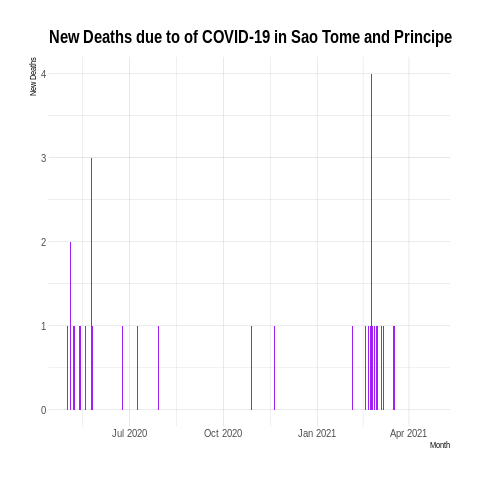 New Deaths due to of COVID-19 in Sao Tome and Principe
New Deaths
4
3
2
1
0
Jul 2020 Oct 2020 Jan 2021 Apr 2021
Month